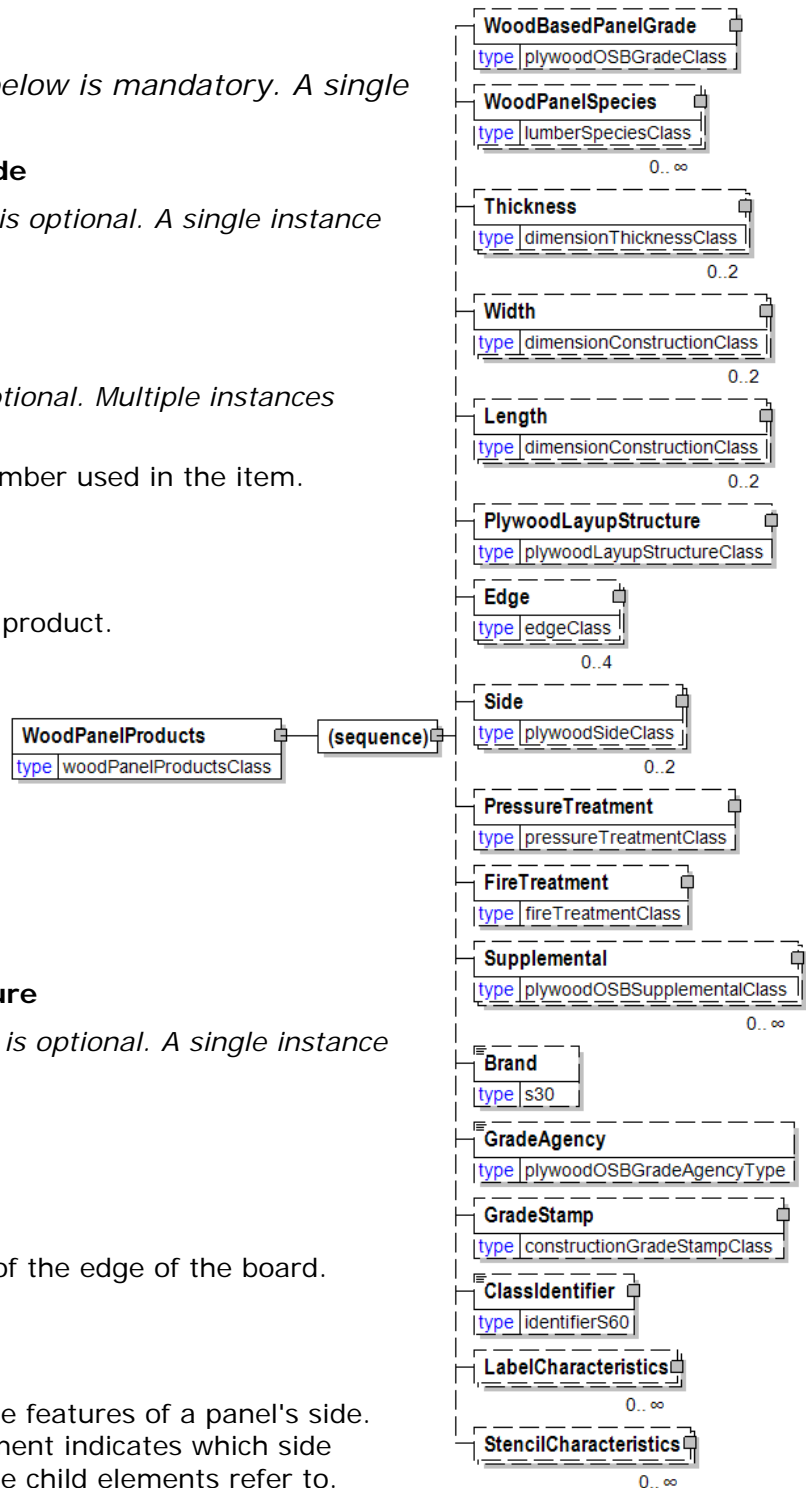 below is mandatory. A single
de
is optional. A single instance
ptional. Multiple instances
mber used in the item.
product.
ure
is optional. A single instance
of the edge of the board.
e features of a panel's side.
ment indicates which side
e child elements refer to.
WoodPanelProducts
type woodPanelProductsClass
(sequence)
WoodBasedPanelGrade
type plywoodOSBGradeClass
WoodPanelSpecies
type lumberSpeciesClass
0.. ∞
Thickness
type dimensionThicknessClass
0..2
Width
type dimensionConstructionClass
0..2
Length
type dimensionConstructionClass
0..2
PlywoodLayupStructure
type plywoodLayupStructureClass
Edge
type edgeClass
0..4
Side
type plywoodSideClass
0..2
PressureTreatment
type pressureTreatmentClass
FireTreatment
type fireTreatmentClass
Supplemental
type plywoodOSBSupplementalClass
0.. ∞
Brand
type s30
GradeAgency
type plywoodOSBGradeAgencyType
GradeStamp
type constructionGradeStampClass
ClassIdentifier
type identifierS60
LabelCharacteristics
0.. ∞
StencilCharacteristics
0.. ∞